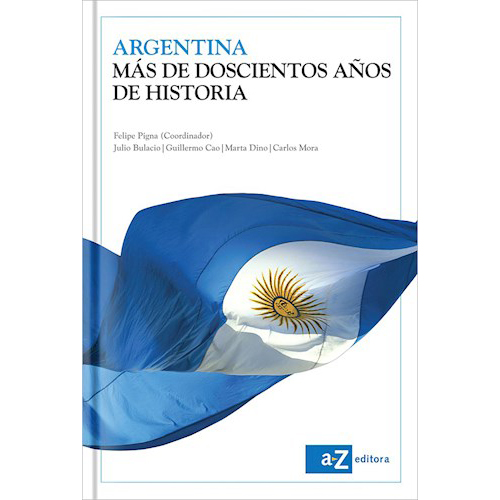 ARGENTINA
MÁS DE DOSCIENTOS AÑOS
DE HISTORIA
Felipe Pigna (Coordinador)
Julio Bulacio | Guillermo Cao | Marta Dino | Carlos Mora
a-Z editora